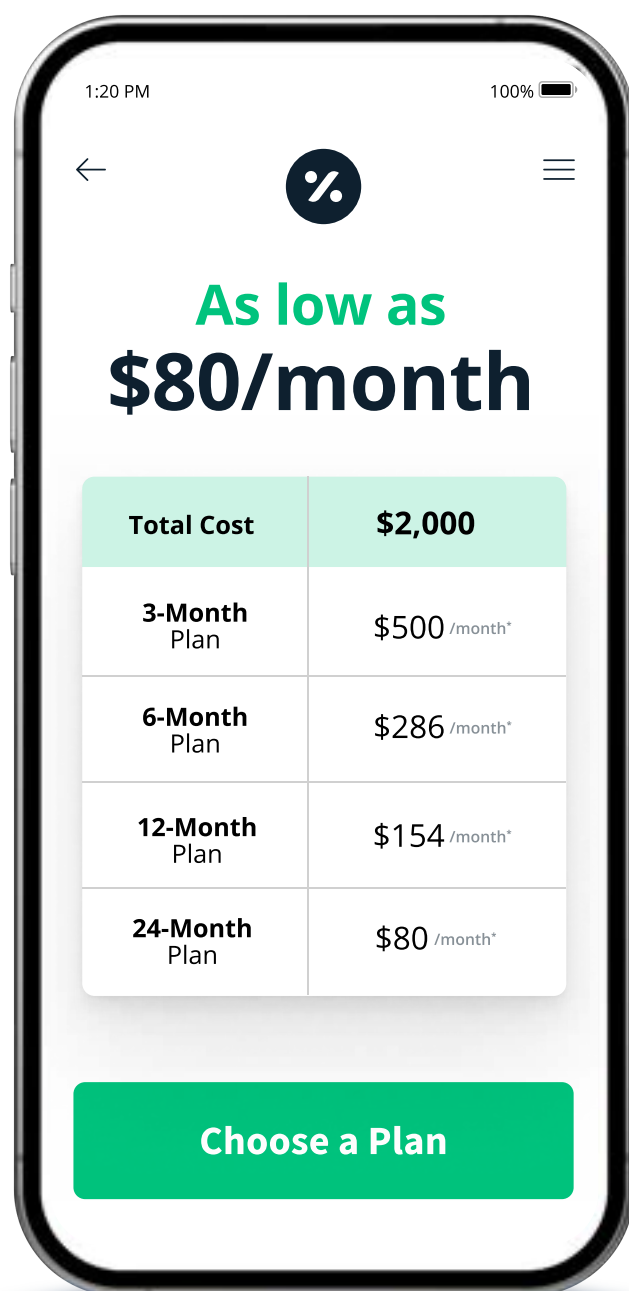 1:20 PM 100%
As low as
$80/month
Total Cost $2,000
3-Month
Plan
$500 /month*
6-Month
Plan
$286 /month*
12-Month
Plan
$154 /month*
24-Month
Plan
$80 /month*
Choose a Plan